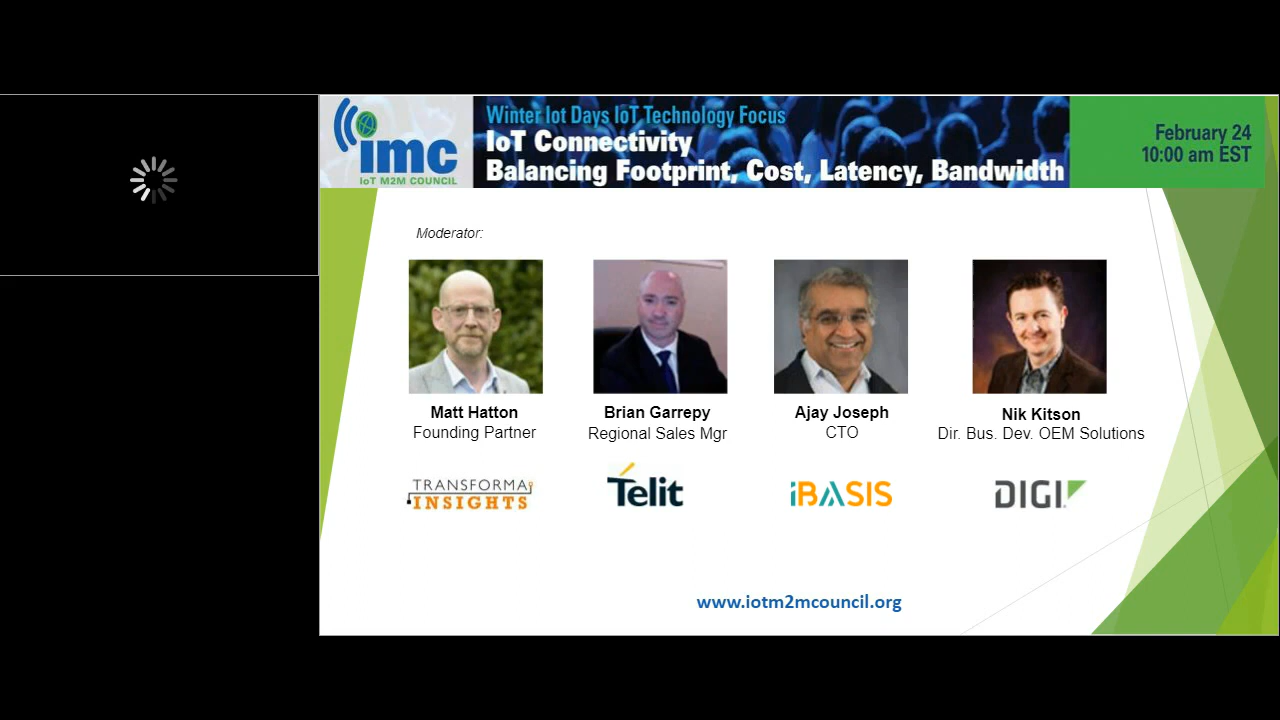 imc
IoT M2M COUNCIL
Winter Iot Days IoT Technology Focus
IoT Connectivity
Balancing Footprint, Cost, Latency, Bandwidth
February 24
10:00 am EST
Moderator:
Matt Hatton
Founding Partner
TRANSFORMA
INSIGHTS
Brian Garrepy
Regional Sales Mgr
Telit
Ajay Joseph
CTO
iBASIS
Nik Kitson
Dir. Bus. Dev. OEM Solutions
DIGI
www.iotm2mcouncil.org